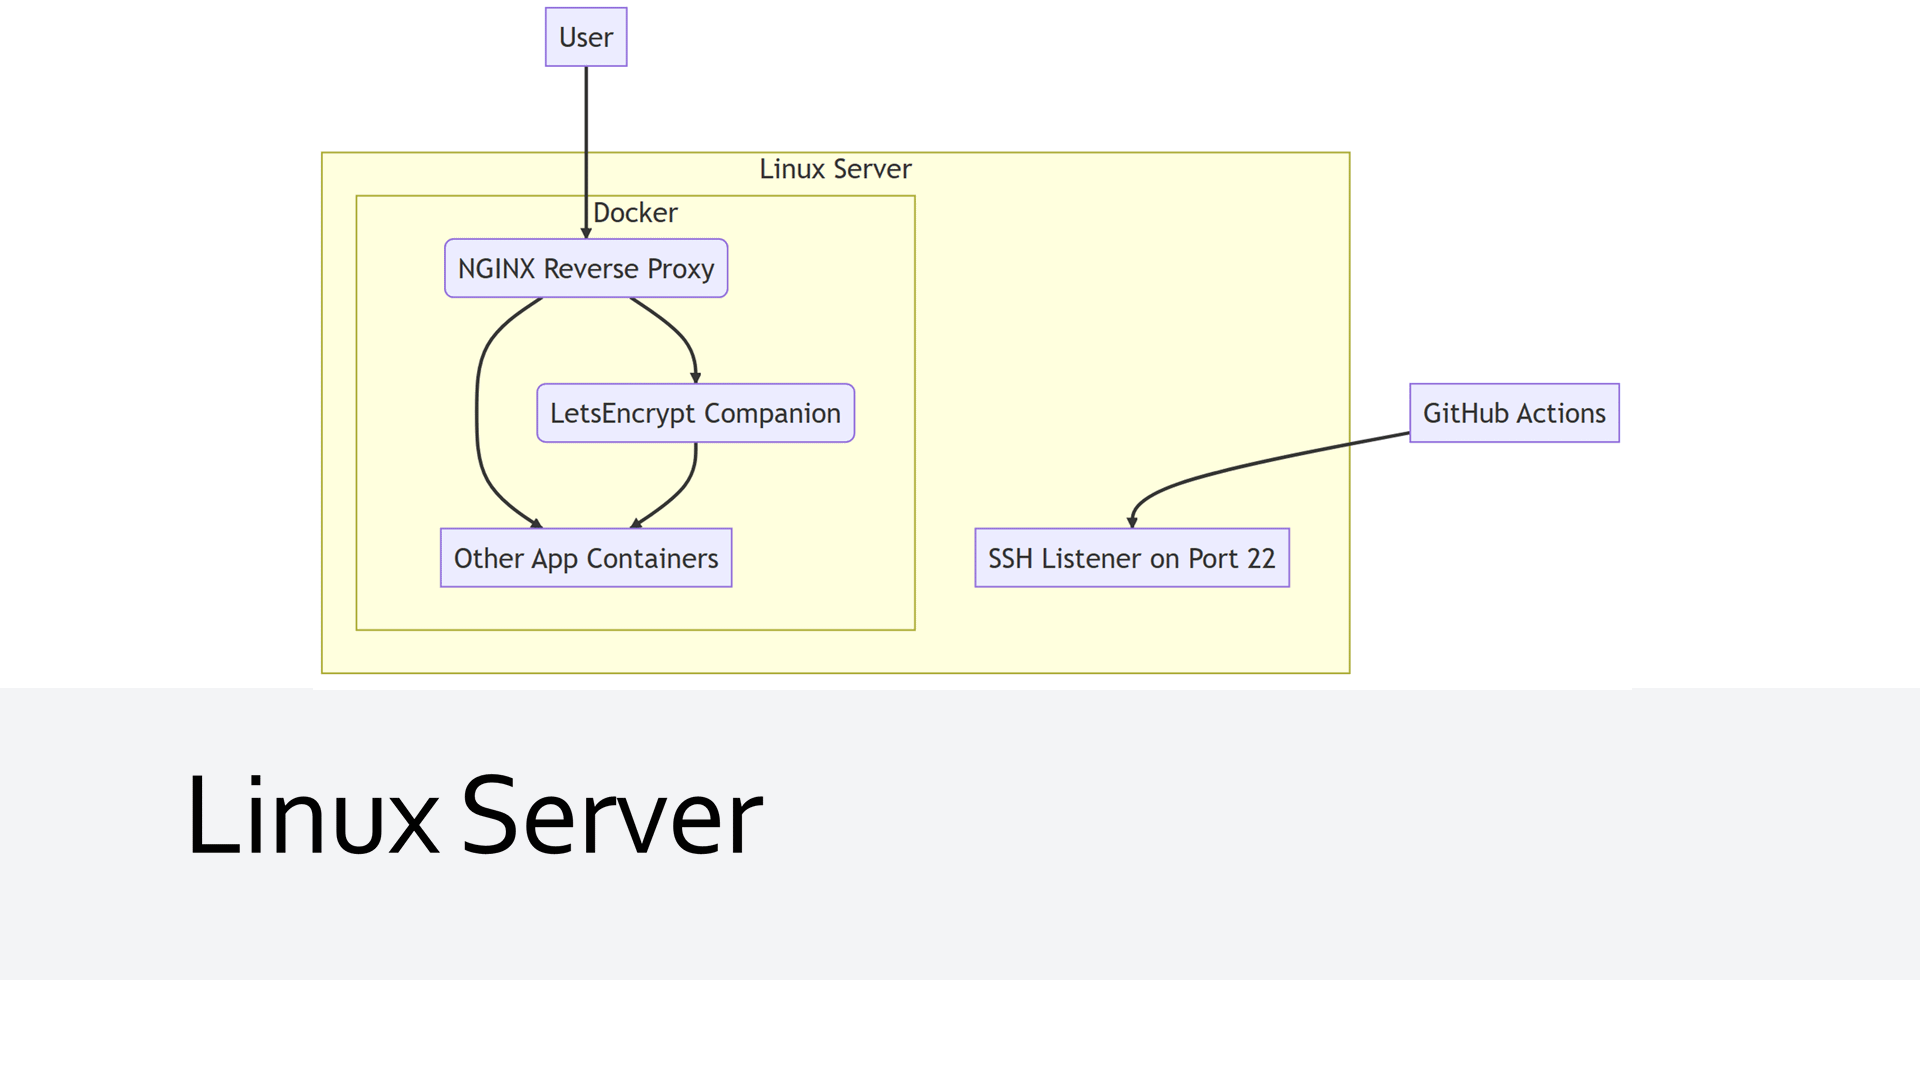 User
Linux Server
Docker
NGINX Reverse Proxy
LetsEncrypt Companion
GitHub Actions
Other App Containers
SSH Listener on Port 22
Linux Server